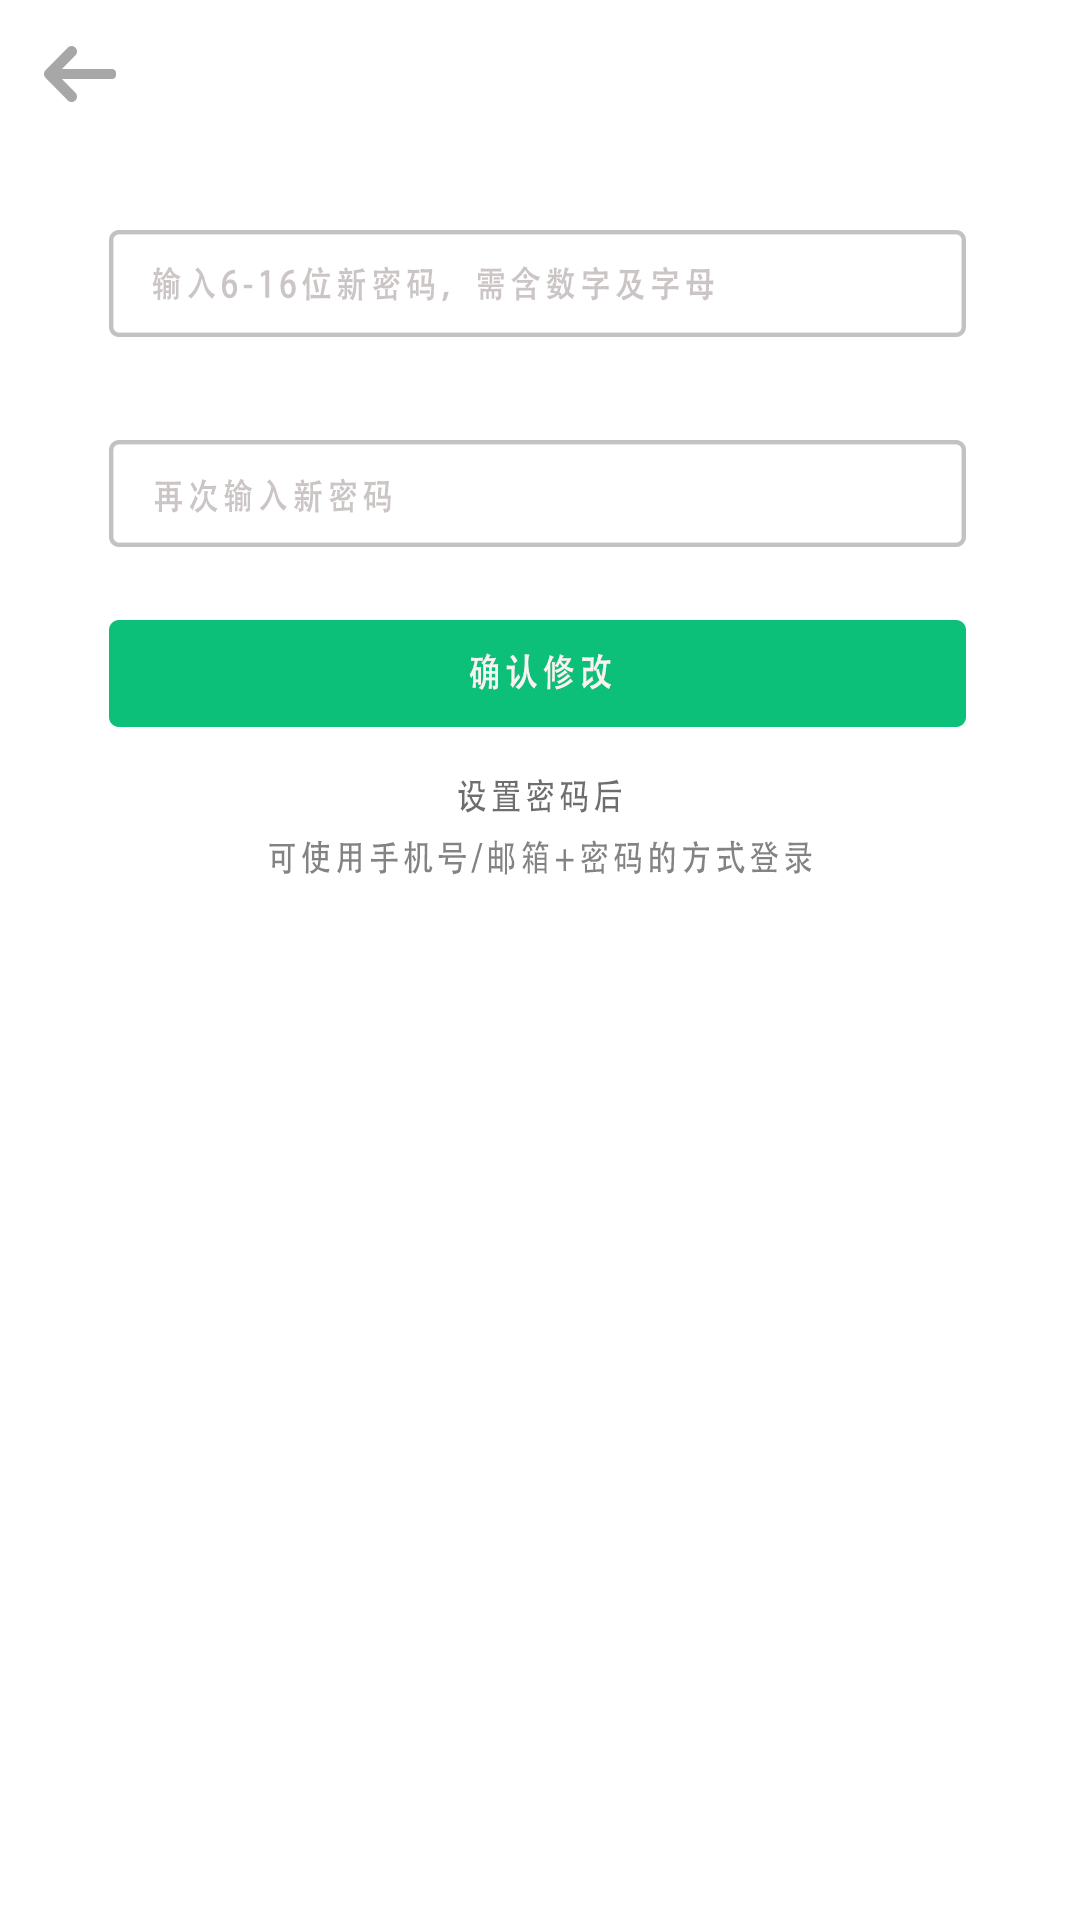 输入6-16位新密码，需含数字及字母
再次输入新密码
确认修改
设置密码后
可使用手机号/邮箱+密码的方式登录